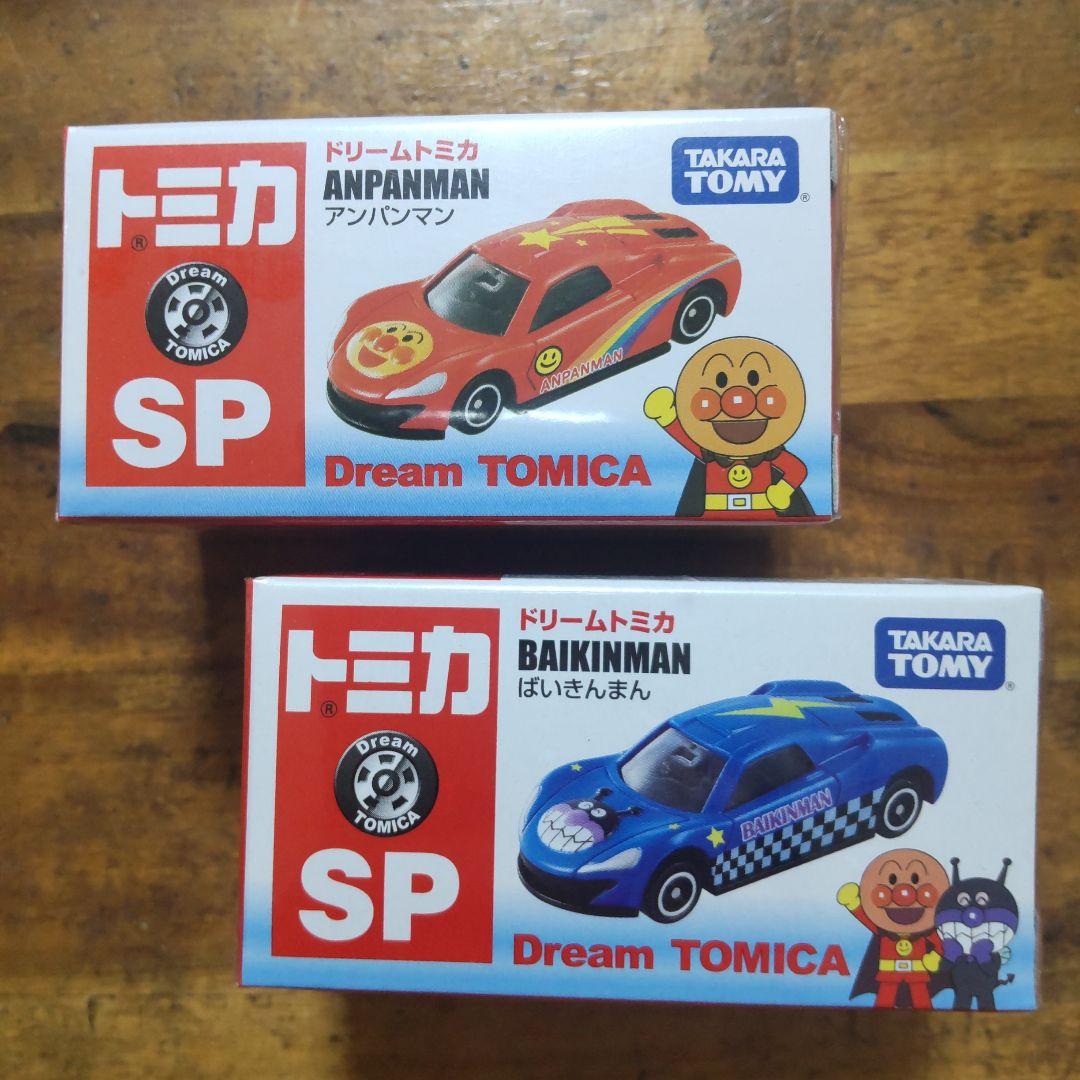 トミカ
®
Dream
TOMICA
SP
ドリームトミカ
ANPANMAN
アンパンマン
TAKARA
TOMY
®
ANPANMAN
Dream TOMICA
トミカ
®
Dream
TOMICA
SP
ドリームトミカ
BAIKINMAN
ばいきんまん
TAKARA
TOMY
®
BAIKINMAN
Dream TOMICA